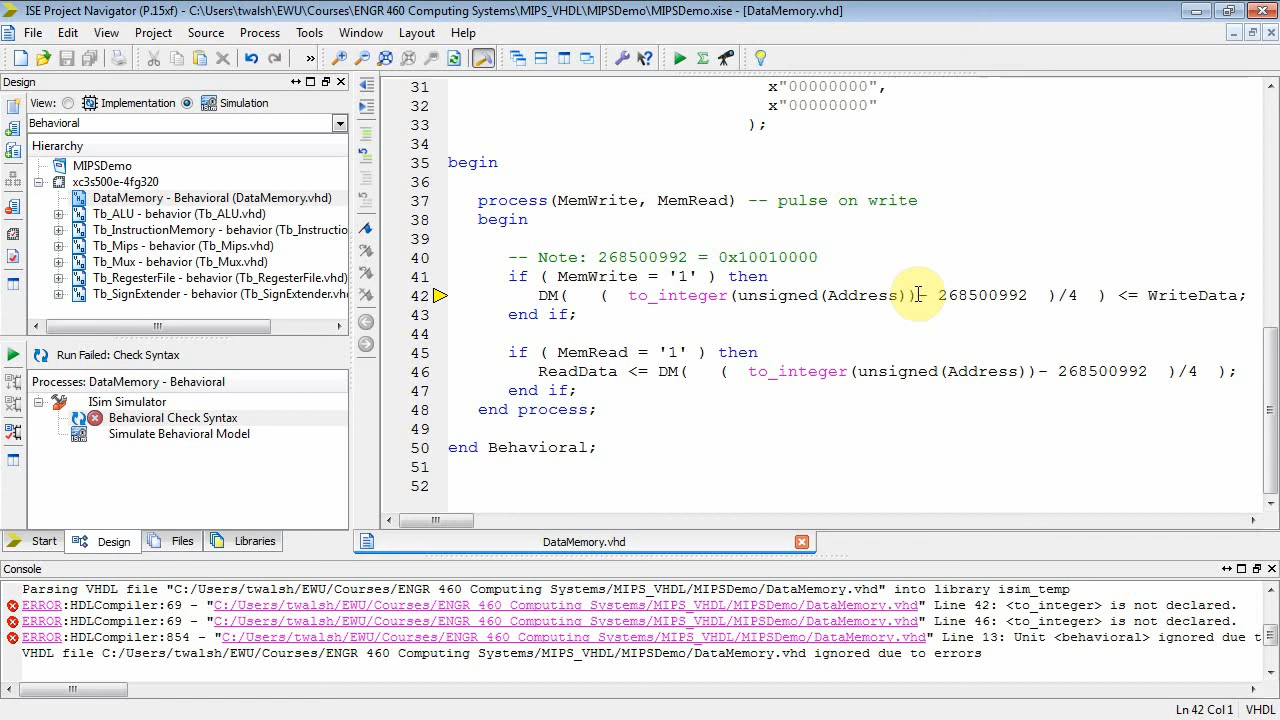 ISE Project Navigator (P.15xf) - C:\Users\twalsh\EWU\Courses\ENGR 460 Computing Systems\MIPS_VHDL\MIPSDemo\MIPSDemo.xise - [DataMemory.vhd]
File Edit View Project Source Process Tools Window Layout Help
Design
View: Implementation Simulation
Behavioral
Hierarchy
MIPSDemo
xc3s500e-4fg320
DataMemory - Behavioral (DataMemory.vhd)
Tb_ALU - behavior (Tb_ALU.vhd)
Tb_InstructionMemory - behavior (Tb_Instructio
Tb_Mips - behavior (Tb_Mips.vhd)
Tb_Mux - behavior (Tb_Mux.vhd)
Tb_RegesterFile - behavior (Tb_RegesterFile.vhd)
Tb_SignExtender - behavior (Tb_SignExtender.vhd)
Run Failed: Check Syntax
Processes: DataMemory - Behavioral
ISim Simulator
Behavioral Check Syntax
Simulate Behavioral Model
Start Design Files Libraries
31 x"00000000",
32 x"00000000"
33 );
34
35 begin
36
37 process(MemWrite, MemRead) -- pulse on write
38 begin
39
40 -- Note: 268500992 = 0x10010000
41 if ( MemWrite = '1' ) then
42 DM( ( to_integer(unsigned(Address))- 268500992 )/4 ) <= WriteData;
43 end if;
44
45 if ( MemRead = '1' ) then
46 ReadData <= DM( ( to_integer(unsigned(Address))- 268500992 )/4 );
47 end if;
48 end process;
49
50 end Behavioral;
51
52
DataMemory.vhd
Console
Parsing VHDL file "C:/Users/twalsh/EWU/Courses/ENGR 460 Computing Systems/MIPS_VHDL/MIPSDemo/DataMemory.vhd" into library isim_temp
ERROR:HDLCompiler:69 - "C:/Users/twalsh/EWU/Courses/ENGR 460 Computing Systems/MIPS_VHDL/MIPSDemo/DataMemory.vhd" Line 42: <to_integer> is not declared.
ERROR:HDLCompiler:69 - "C:/Users/twalsh/EWU/Courses/ENGR 460 Computing Systems/MIPS_VHDL/MIPSDemo/DataMemory.vhd" Line 46: <to_integer> is not declared.
ERROR:HDLCompiler:854 - "C:/Users/twalsh/EWU/Courses/ENGR 460 Computing Systems/MIPS_VHDL/MIPSDemo/DataMemory.vhd" Line 13: Unit <behavioral> ignored due t
VHDL file C:/Users/twalsh/EWU/Courses/ENGR 460 Computing Systems/MIPS_VHDL/MIPSDemo/DataMemory.vhd ignored due to errors
Ln 42 Col 1 VHDL